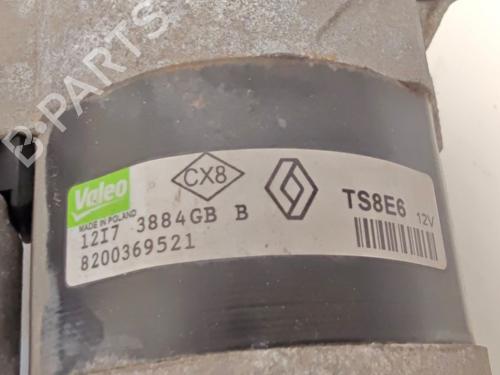 B-PARTS
Valeo
MADE IN POLAND
CX8
TS8E6 12V
12I7 3884GB B
8200369521